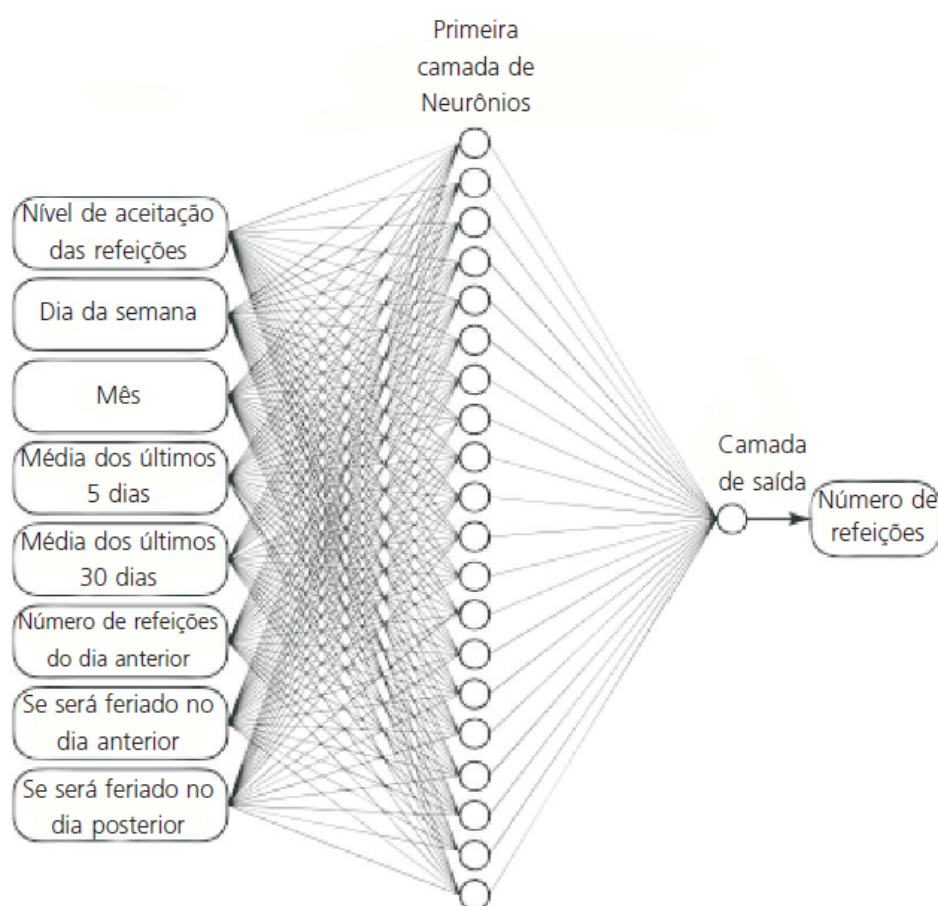 Primeira
camada de
Neurônios
Nível de aceitação
das refeições
Dia da semana
Mês
Média dos últimos
5 dias
Média dos últimos
30 dias
Número de refeições
do dia anterior
Se será feriado no
dia anterior
Se será feriado no
dia posterior
Camada
de saída
Número de
refeições